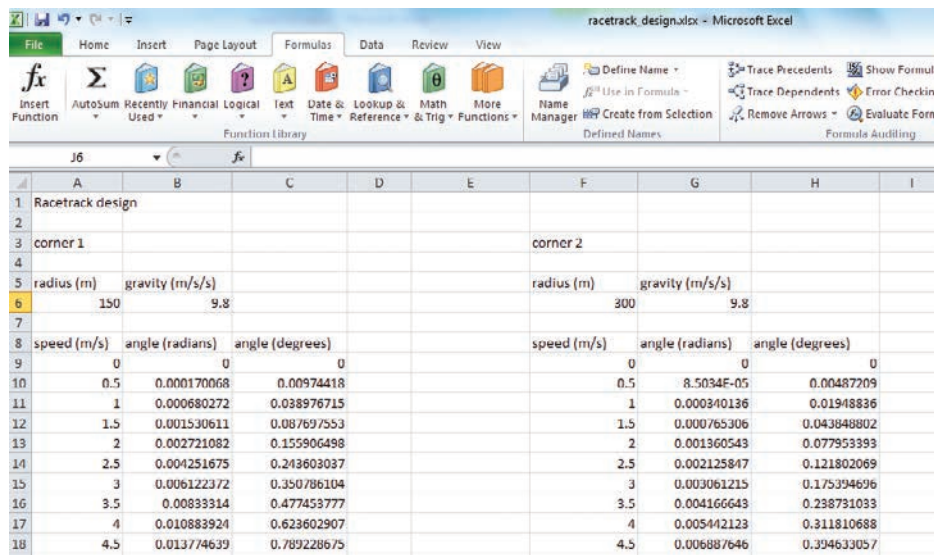 racetrack_design.xlsx - Microsoft Excel
File Home Insert Page Layout Formulas Data Review View
fx Insert Function
Σ AutoSum
Recently Used
Financial
Logical
Text
Date & Time
Lookup & Reference
Math & Trig
More Functions
Function Library
Name Manager
Define Name
Use in Formula
Create from Selection
Defined Names
Trace Precedents
Trace Dependents
Remove Arrows
Show Formul
Error Checkin
Evaluate Form
Formula Auditing
J6 fx
A B C D E F G H I
1 Racetrack design
2
3 corner 1 corner 2
4
5 radius (m) gravity (m/s/s) radius (m) gravity (m/s/s)
6 150 9.8 300 9.8
7
8 speed (m/s) angle (radians) angle (degrees) speed (m/s) angle (radians) angle (degrees)
9 0 0 0 0 0 0
10 0.5 0.000170068 0.00974418 0.5 8.5034E-05 0.00487209
11 1 0.000680272 0.038976715 1 0.000340136 0.01948836
12 1.5 0.001530611 0.087697553 1.5 0.000765306 0.043848802
13 2 0.002721082 0.155906498 2 0.001360543 0.077953393
14 2.5 0.004251675 0.243603037 2.5 0.002125847 0.121802069
15 3 0.006122372 0.350786104 3 0.003061215 0.175394696
16 3.5 0.00833314 0.477453777 3.5 0.004166643 0.238731033
17 4 0.010883924 0.623602907 4 0.005442123 0.311810688
18 4.5 0.013774639 0.789228675 4.5 0.006887646 0.394633057